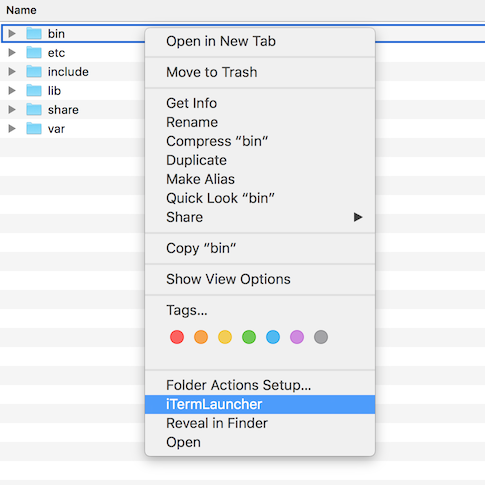 Name
bin
etc
include
lib
share
var
Open in New Tab
Move to Trash
Get Info
Rename
Compress “bin”
Duplicate
Make Alias
Quick Look “bin”
Share
Copy “bin”
Show View Options
Tags...
Folder Actions Setup...
iTermLauncher
Reveal in Finder
Open